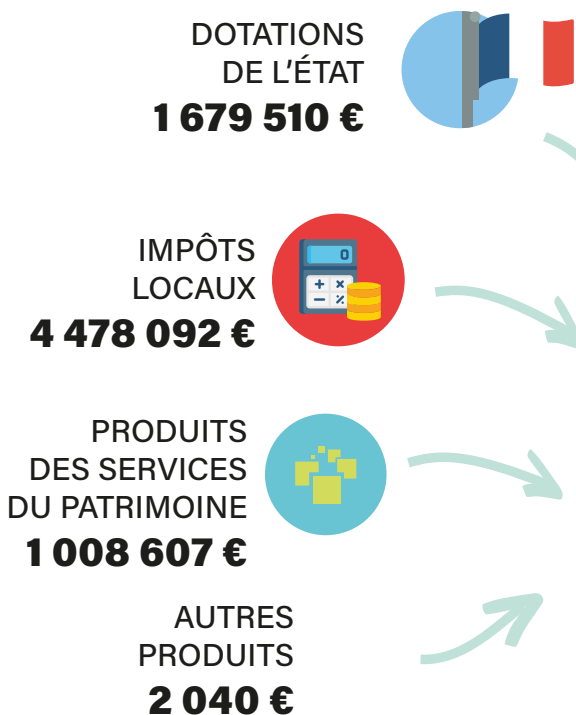 DOTATIONS
DE L'ÉTAT
1 679 510 €
0
IMPÔTS
LOCAUX
4 478 092 €
+ ×
− %
PRODUITS
DES SERVICES
DU PATRIMOINE
1 008 607 €
AUTRES
PRODUITS
2 040 €